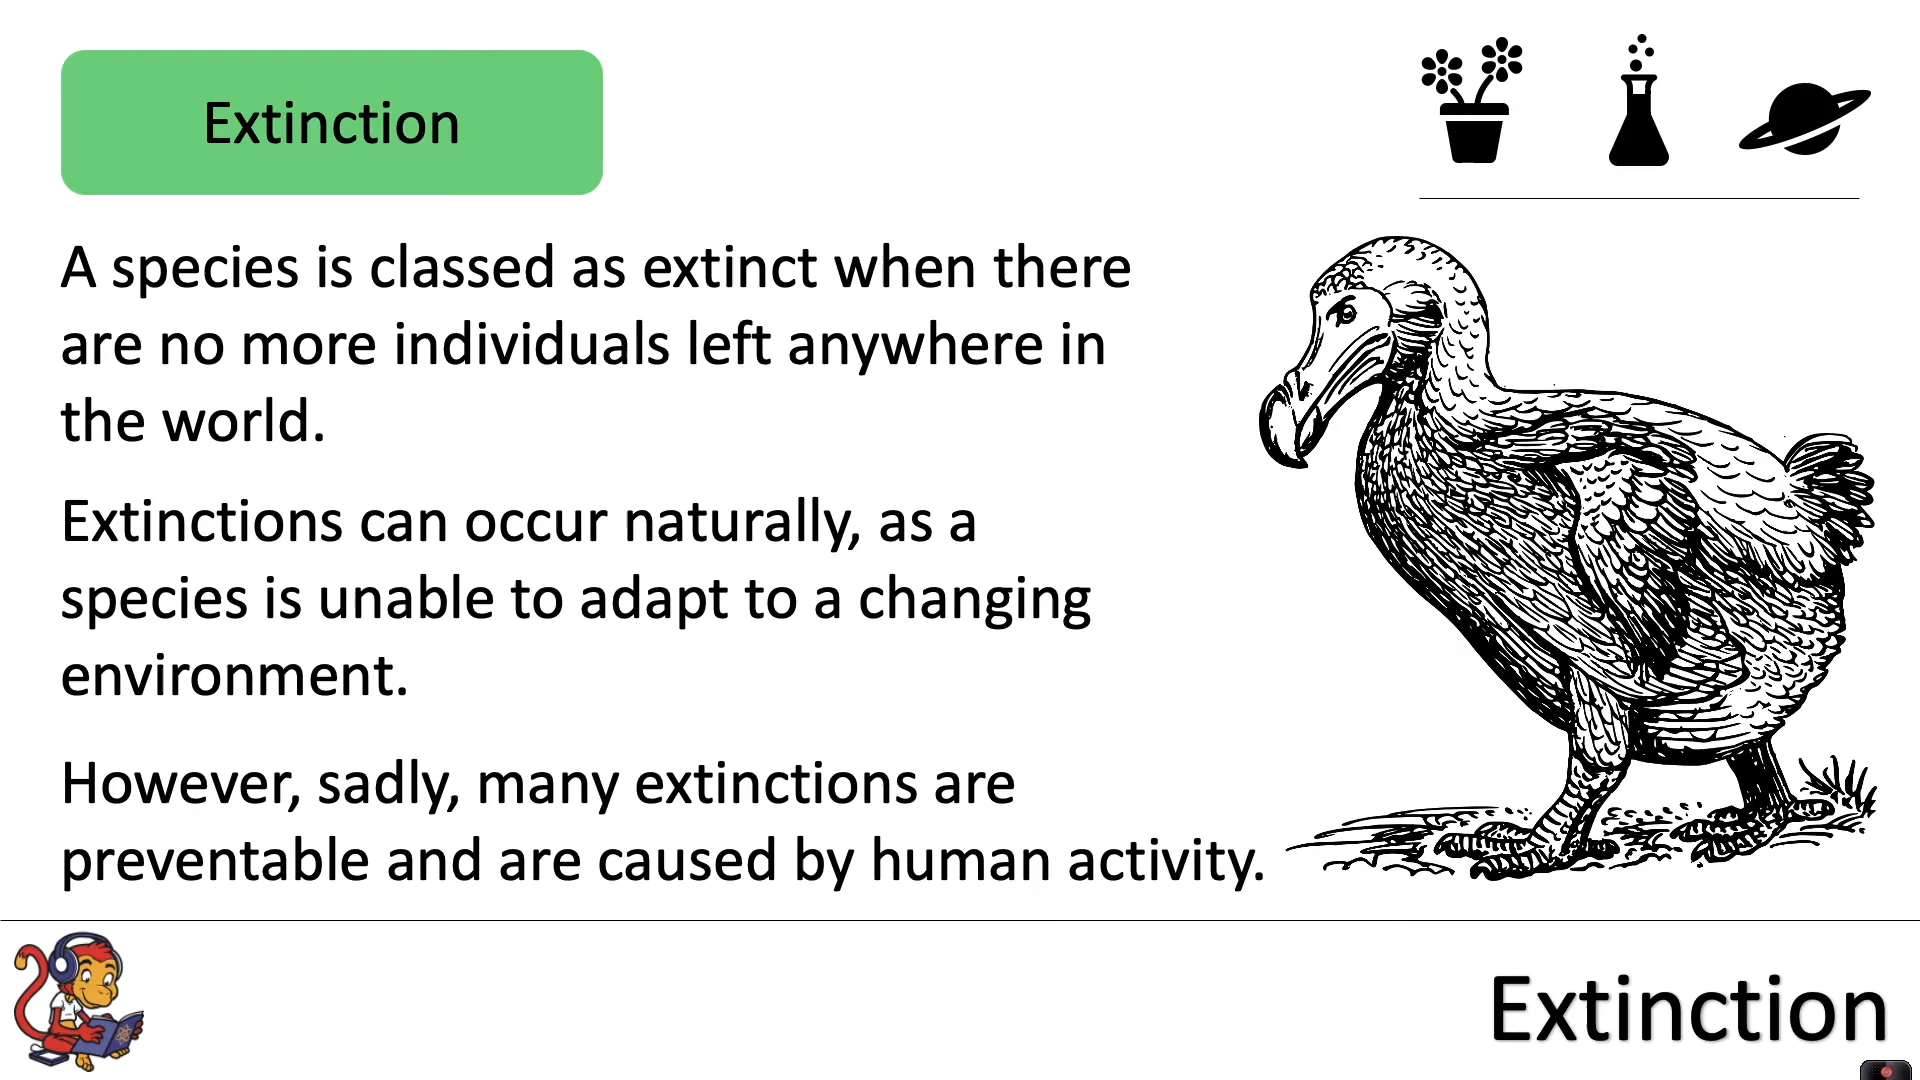 Extinction
A species is classed as extinct when there
are no more individuals left anywhere in
the world.
Extinctions can occur naturally, as a
species is unable to adapt to a changing
environment.
However, sadly, many extinctions are
preventable and are caused by human activity.
Extinction